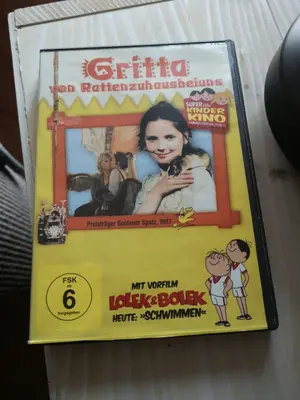 Gritta
von Rattenzuhausbeiuns
SUPER
KINDER
KINO
Preisträger Goldener Spatz, 1987
FSK
ab
6
freigegeben
MIT VORFILM
LOLEK & BOLEK
HEUTE: »SCHWIMMEN«